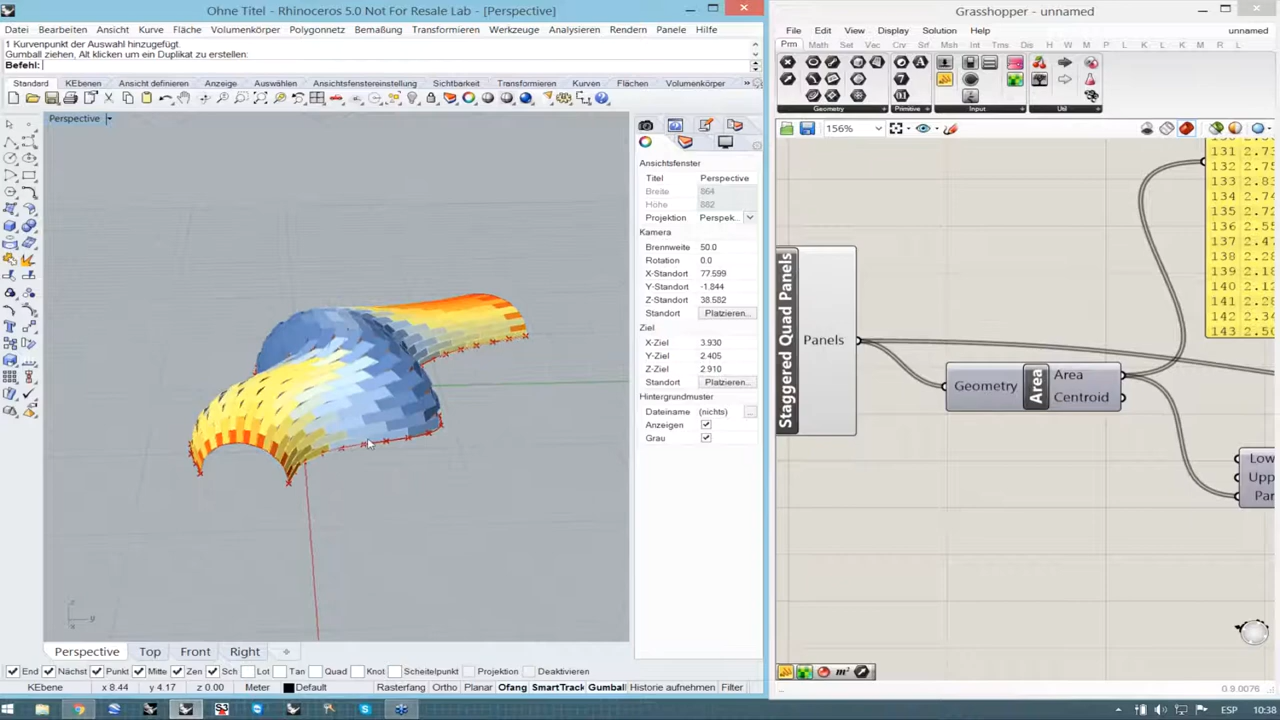 Ohne Titel - Rhinoceros 5.0 Not For Resale Lab - [Perspective]
Datei Bearbeiten Ansicht Kurve Fläche Volumenkörper Polygonnetz Bemaßung Transformieren Werkzeuge Analysieren Rendern Panele Hilfe
1 Kurvenpunkt der Auswahl hinzugefügt.
Gumball ziehen, Alt klicken um ein Duplikat zu erstellen:
Befehl:
Standard KEbenen Ansicht definieren Anzeige Auswählen Ansichtsfenstereinstellung Sichtbarkeit Transformieren Kurven Flächen Volumenkörper
Perspective
Ansichtsfenster
Titel Perspective
Breite 864
Höhe 882
Projektion Perspek...
Kamera
Brennweite 50.0
Rotation 0.0
X-Standort 77.599
Y-Standort -1.844
Z-Standort 38.582
Standort Platzieren...
Ziel
X-Ziel 3.930
Y-Ziel 2.405
Z-Ziel 2.910
Standort Platzieren...
Hintergrundmuster
Dateiname (nichts) ...
Anzeigen
Grau
z
x y
Perspective Top Front Right
End Nächst Punkt Mitte Zen Sch Lot Tan Quad Knot Scheitelpunkt Projektion Deaktivieren
KEbene x 8.44 y 4.17 z 0.00 Meter Default Rasterfang Ortho Planar Ofang SmartTrack Gumball Historie aufnehmen Filter
Grasshopper - unnamed
File Edit View Display Solution Help unnamed
Prm Math Set Vec Crv Srf Msh Int Trns Dis H W M P L K U K M R L
Geometry Primitive Input Util
156%
131 2.73
132 2.75
133 2.8
134 2.74
135 2.72
136 2.55
137 2.47
138 2.28
139 2.18
140 2.12
141 2.28
142 2.34
143 2.50
Staggered Quad Panels
Panels
Geometry
Area
Area
Centroid
Low
Upp
Par
0.9.0076
ESP 10:38